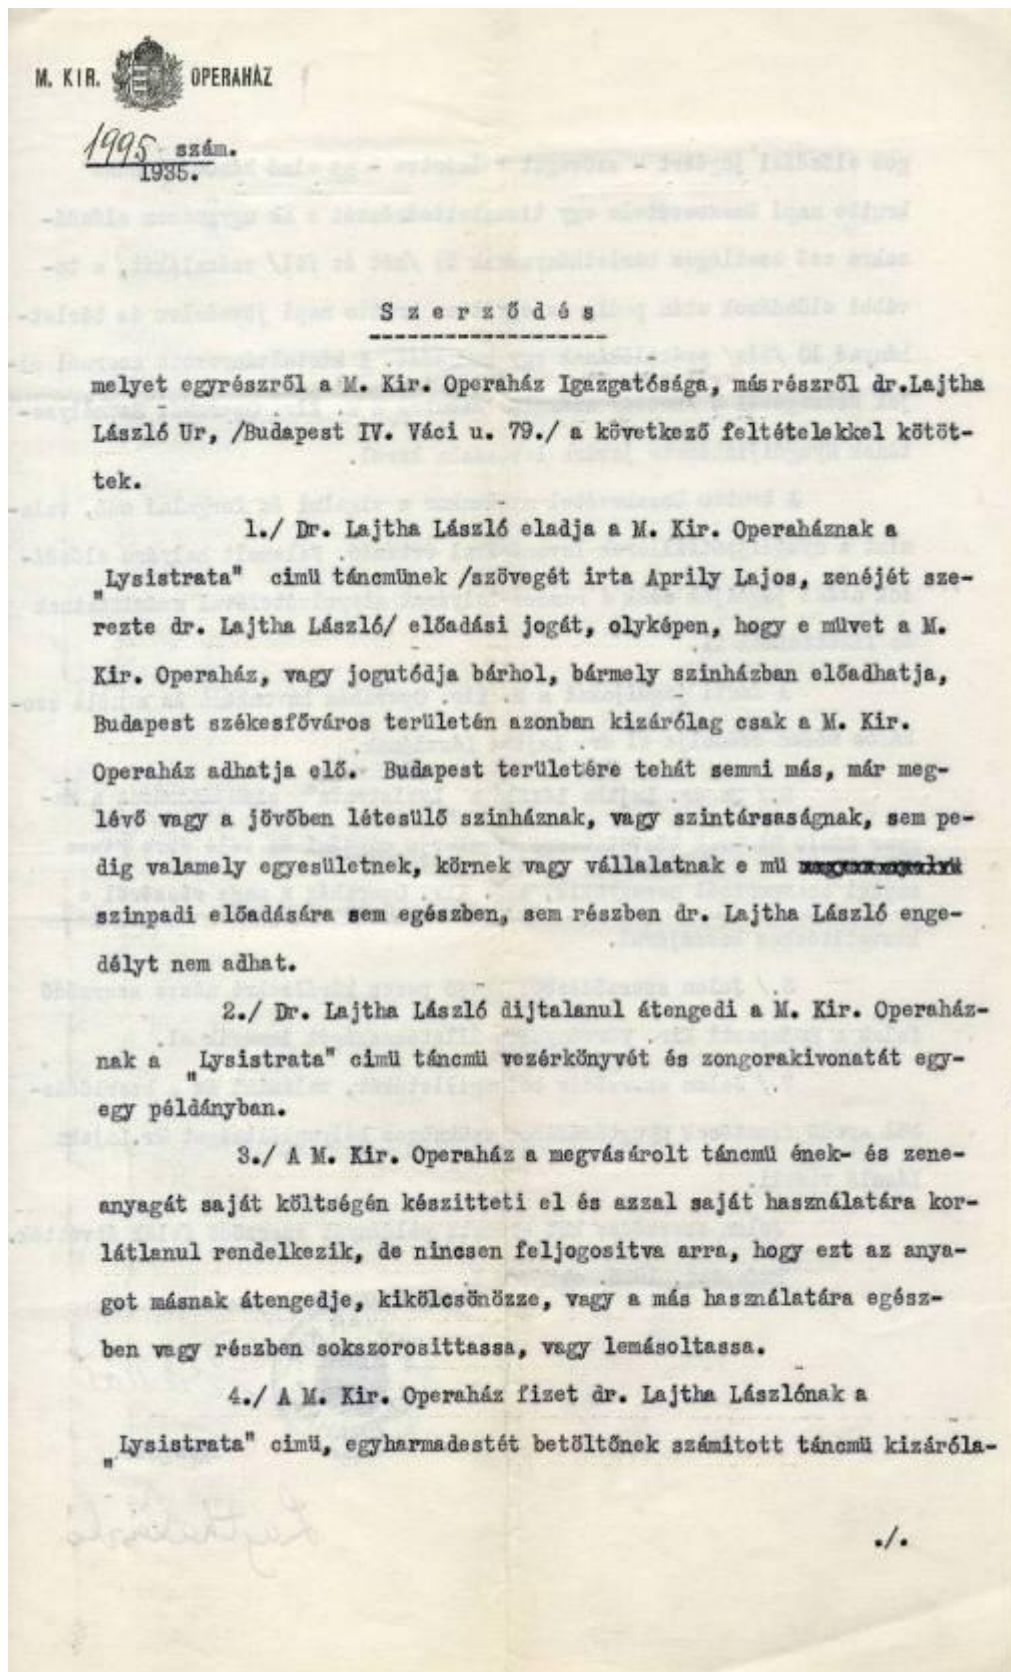 M. KIR. OPERAHÁZ
1995 szám.
1935.
Szerződés
melyet egyrészről a M. Kir. Operaház Igazgatósága, másrészről dr.Lajtha
László Ur, /Budapest IV. Váci u. 79./ a következő feltételekkel kötöt-
tek.
1./ Dr. Lajtha László eladja a M. Kir. Operaháznak a
„Lysistrata" cimü táncmünek /szövegét irta Aprily Lajos, zenéjét sze-
rezte dr. Lajtha László/ előadási jogát, olyképen, hogy e müvet a M.
Kir. Operaház, vagy jogutódja bárhol, bármely szinházban előadhatja,
Budapest székesfőváros területén azonban kizárólag csak a M. Kir.
Operaház adhatja elő. Budapest területére tehát semmi más, már meg-
lévő vagy a jövőben létesülő szinháznak, vagy szintársaságnak, sem pe-
dig valamely egyesületnek, körnek vagy vállalatnak e mü
szinpadi előadására sem egészben, sem részben dr. Lajtha László enge-
délyt nem adhat.
2./ Dr. Lajtha László dijtalanul átengedi a M. Kir. Operaház-
nak a „Lysistrata" cimü táncmü vezérkönyvét és zongorakivonatát egy-
egy példányban.
3./ A M. Kir. Operaház a megvásárolt táncmü ének- és zene-
anyagát saját költségén készitteti el és azzal saját használatára kor-
látlanul rendelkezik, de nincsen feljogositva arra, hogy ezt az anya-
got másnak átengedje, kikölcsönözze, vagy a más használatára egész-
ben vagy részben sokszorosittassa, vagy lemásoltassa.
4./ A M. Kir. Operaház fizet dr. Lajtha Lászlónak a
„Lysistrata" cimü, egyharmadestét betöltőnek számitott táncmü kizáróla-
./.